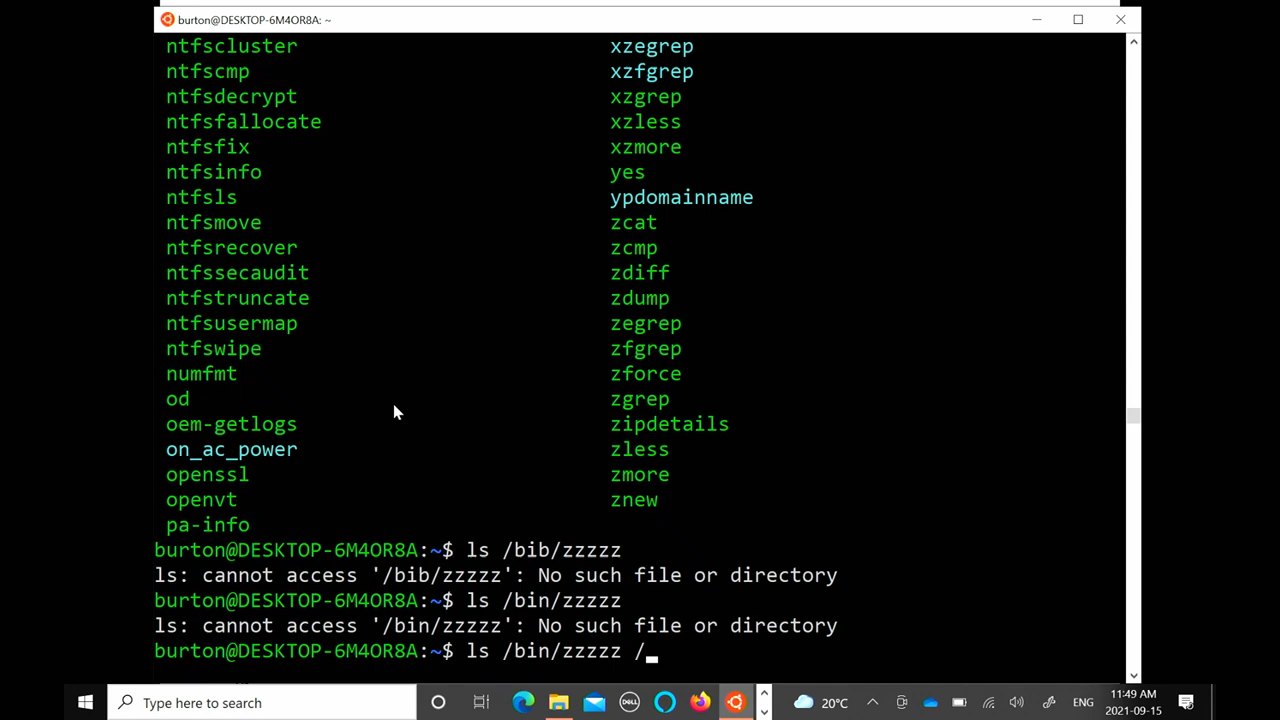 burton@DESKTOP-6M4OR8A: ~
ntfscluster xzegrep
ntfscmp xzfgrep
ntfsdecrypt xzgrep
ntfsfallocate xzless
ntfsfix xzmore
ntfsinfo yes
ntfsls ypdomainname
ntfsmove zcat
ntfsrecover zcmp
ntfssecaudit zdiff
ntfstruncate zdump
ntfsusermap zegrep
ntfswipe zfgrep
numfmt zforce
od zgrep
oem-getlogs zipdetails
on_ac_power zless
openssl zmore
openvt znew
pa-info
burton@DESKTOP-6M4OR8A:~$ ls /bib/zzzzz
ls: cannot access '/bib/zzzzz': No such file or directory
burton@DESKTOP-6M4OR8A:~$ ls /bin/zzzzz
ls: cannot access '/bin/zzzzz': No such file or directory
burton@DESKTOP-6M4OR8A:~$ ls /bin/zzzzz /_
Type here to search DELL 20°C ENG 11:49 AM
2021-09-15